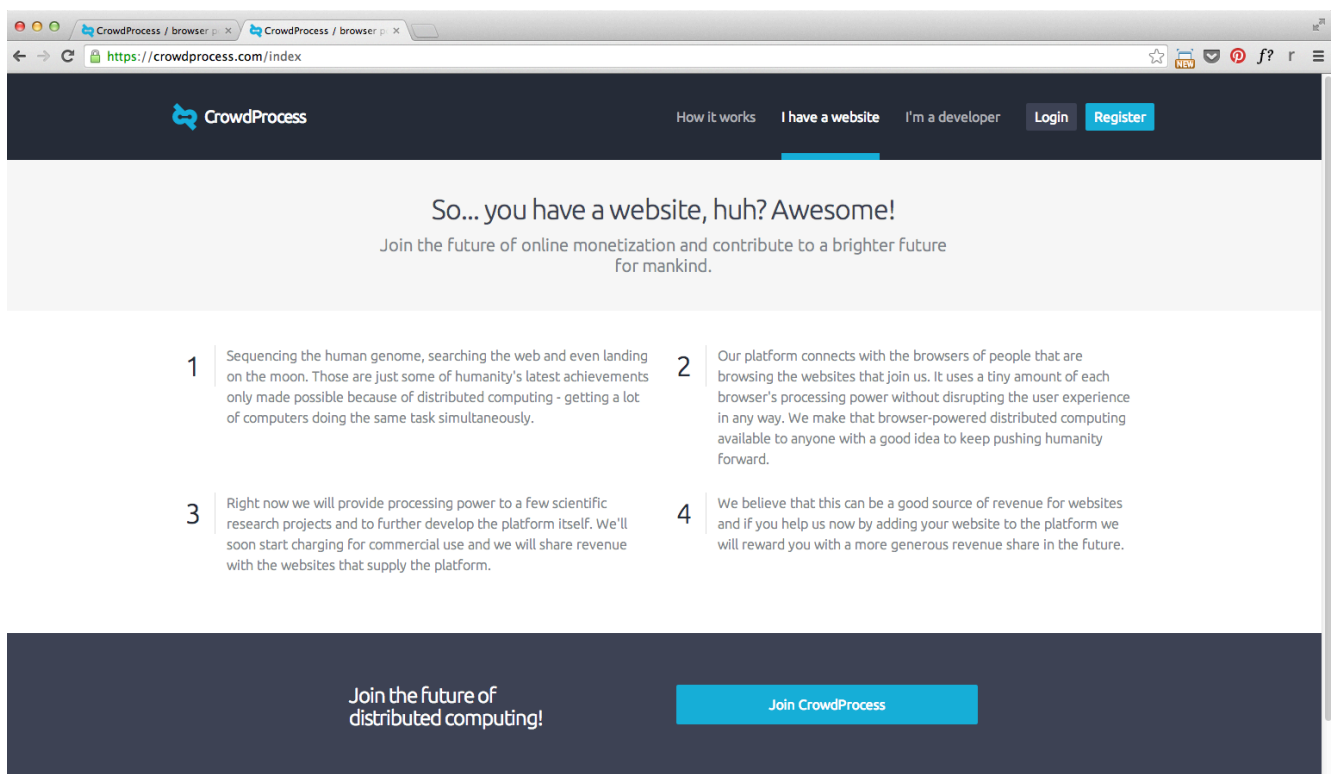 CrowdProcess / browser p
CrowdProcess / browser p
https://crowdprocess.com/index
NEW
f?
r
CrowdProcess
How it works
I have a website
I'm a developer
Login
Register
So... you have a website, huh? Awesome!
Join the future of online monetization and contribute to a brighter future
for mankind.
1
Sequencing the human genome, searching the web and even landing
on the moon. Those are just some of humanity's latest achievements
only made possible because of distributed computing - getting a lot
of computers doing the same task simultaneously.
2
Our platform connects with the browsers of people that are
browsing the websites that join us. It uses a tiny amount of each
browser's processing power without disrupting the user experience
in any way. We make that browser-powered distributed computing
available to anyone with a good idea to keep pushing humanity
forward.
3
Right now we will provide processing power to a few scientific
research projects and to further develop the platform itself. We'll
soon start charging for commercial use and we will share revenue
with the websites that supply the platform.
4
We believe that this can be a good source of revenue for websites
and if you help us now by adding your website to the platform we
will reward you with a more generous revenue share in the future.
Join the future of
distributed computing!
Join CrowdProcess